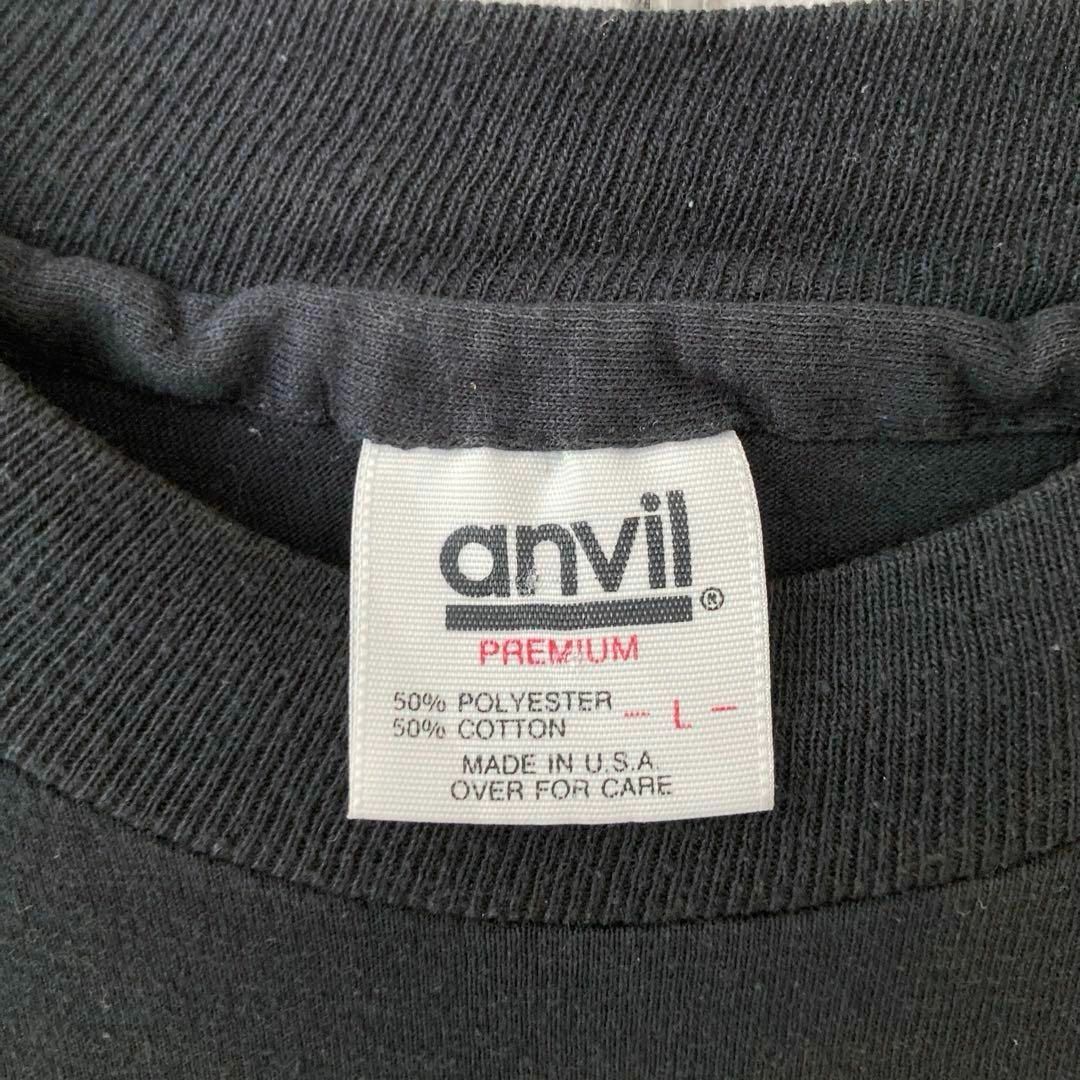 anvil®
PREMIUM
50% POLYESTER
50% COTTON
— L —
MADE IN U.S.A.
OVER FOR CARE